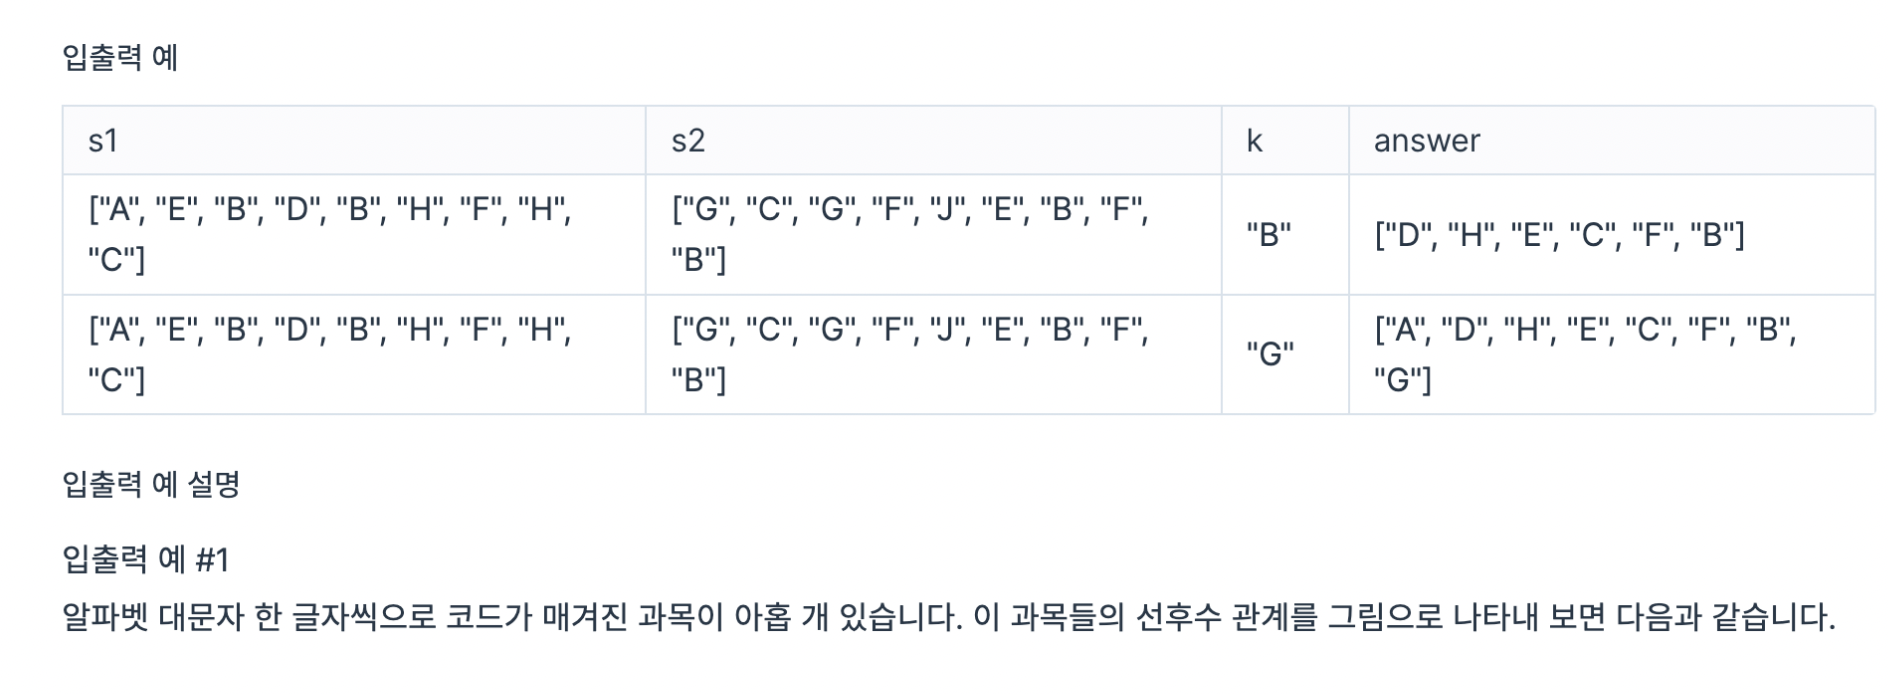 입출력 예
s1 s2 k answer
["A", "E", "B", "D", "B", "H", "F", "H", "C"] ["G", "C", "G", "F", "J", "E", "B", "F", "B"] "B" ["D", "H", "E", "C", "F", "B"]
["A", "E", "B", "D", "B", "H", "F", "H", "C"] ["G", "C", "G", "F", "J", "E", "B", "F", "B"] "G" ["A", "D", "H", "E", "C", "F", "B", "G"]
입출력 예 설명
입출력 예 #1
알파벳 대문자 한 글자씩으로 코드가 매겨진 과목이 아홉 개 있습니다. 이 과목들의 선후수 관계를 그림으로 나타내 보면 다음과 같습니다.